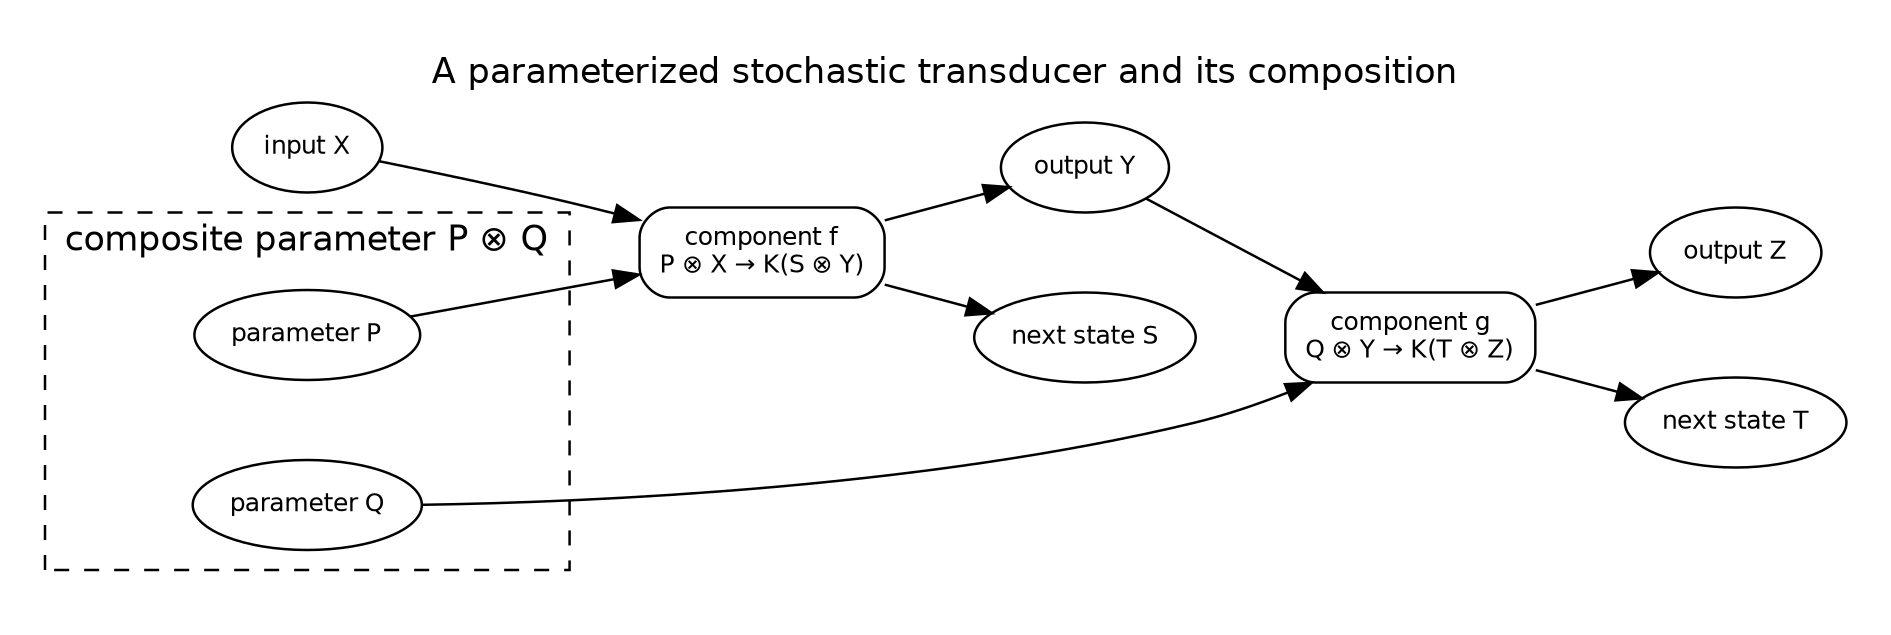 A parameterized stochastic transducer and its composition
input X
composite parameter P ⊗ Q
parameter P
parameter Q
component f
P ⊗ X → K(S ⊗ Y)
output Y
next state S
component g
Q ⊗ Y → K(T ⊗ Z)
output Z
next state T